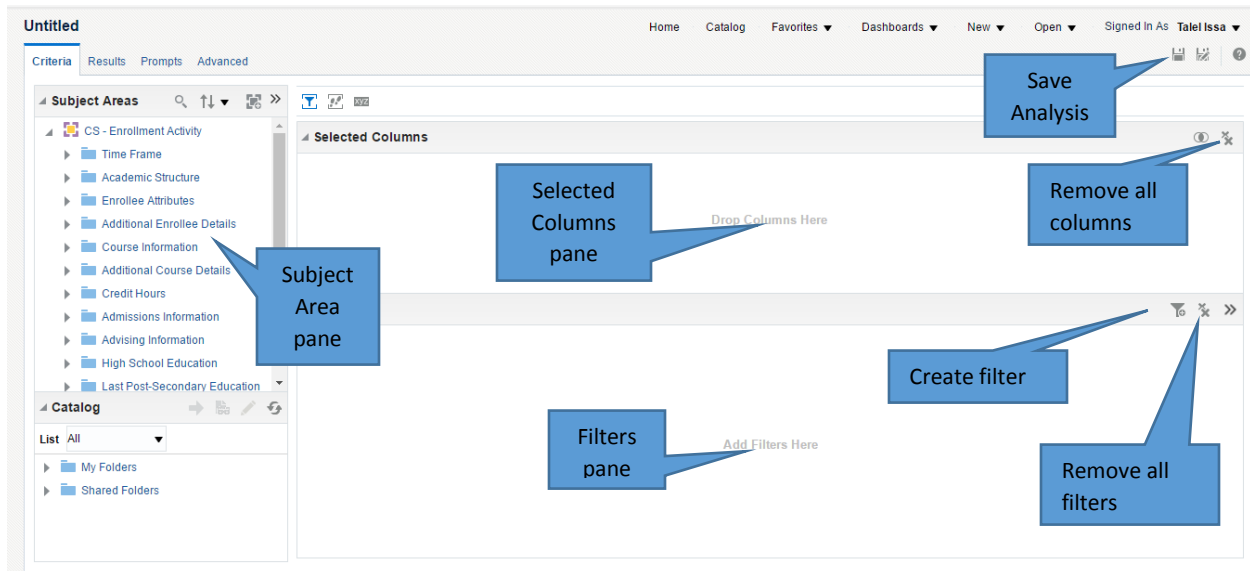 Untitled
Home Catalog Favorites Dashboards New Open Signed In As Talel Issa
Criteria Results Prompts Advanced
Save
Analysis
Subject Areas
CS - Enrollment Activity
Time Frame
Academic Structure
Enrollee Attributes
Additional Enrollee Details
Course Information
Additional Course Details
Credit Hours
Admissions Information
Advising Information
High School Education
Last Post-Secondary Education
Subject
Area
pane
xyz
Selected Columns
Selected
Columns
pane
Drop Columns Here
Remove all
columns
Create filter
Filters
pane
Add Filters Here
Remove all
filters
Catalog
List All
My Folders
Shared Folders